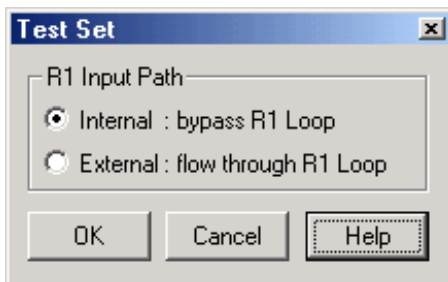 Test Set
R1 Input Path
Internal : bypass R1 Loop
External : flow through R1 Loop
OK Cancel Help